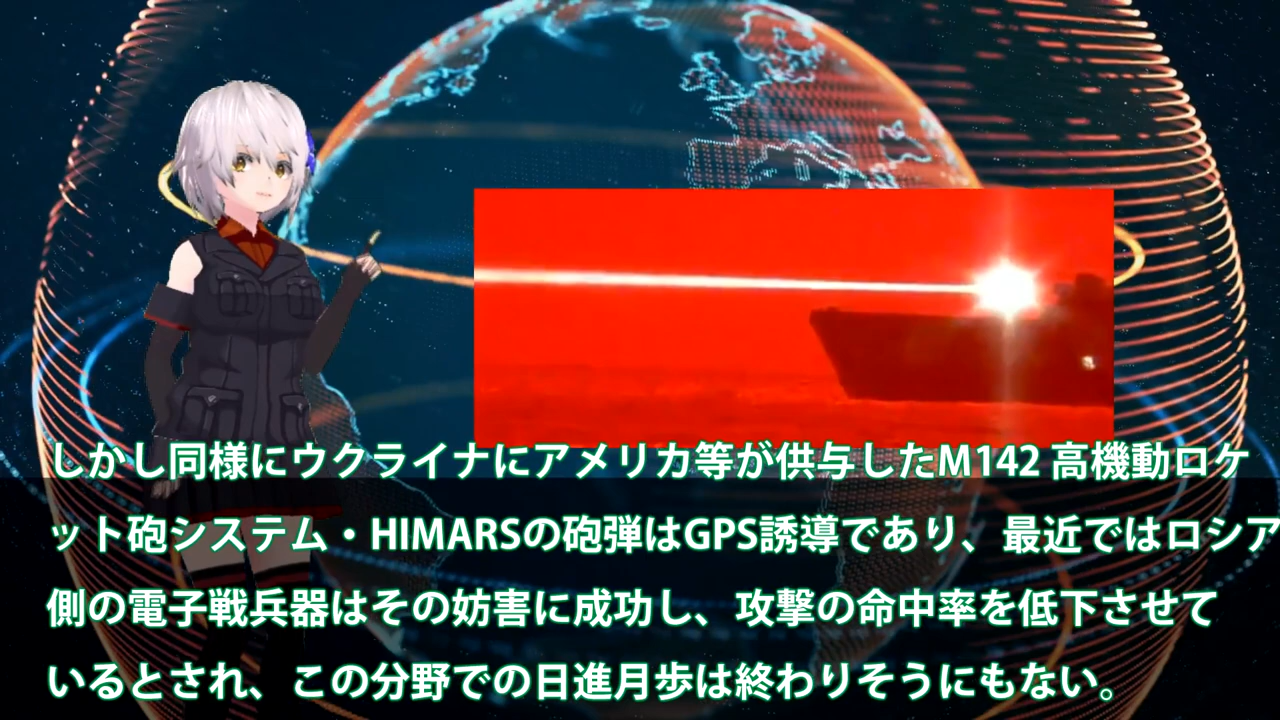 しかし同様にウクライナにアメリカ等が供与したM142 高機動ロケ
ット砲システム・HIMARSの砲弾はGPS誘導であり、最近ではロシア
側の電子戦兵器はその妨害に成功し、攻撃の命中率を低下させて
いるとされ、この分野での日進月歩は終わりそうにもない。